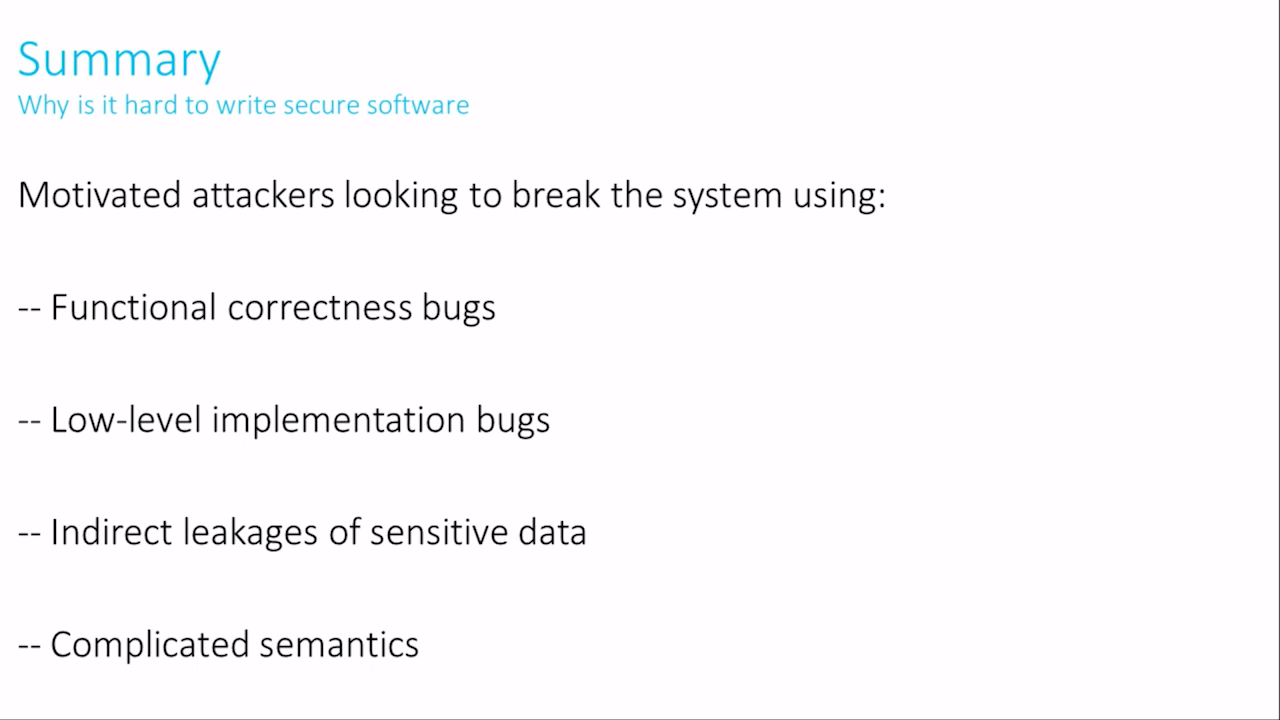 Summary
Why is it hard to write secure software
Motivated attackers looking to break the system using:
-- Functional correctness bugs
-- Low-level implementation bugs
-- Indirect leakages of sensitive data
-- Complicated semantics